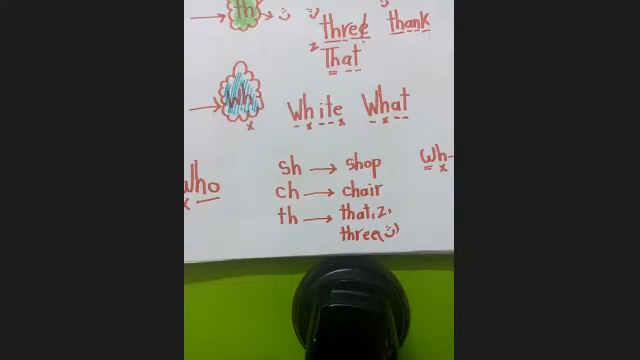 th three thank
z That
Wh White What
who sh → shop wh-
ch → chair
th → that, z,
three